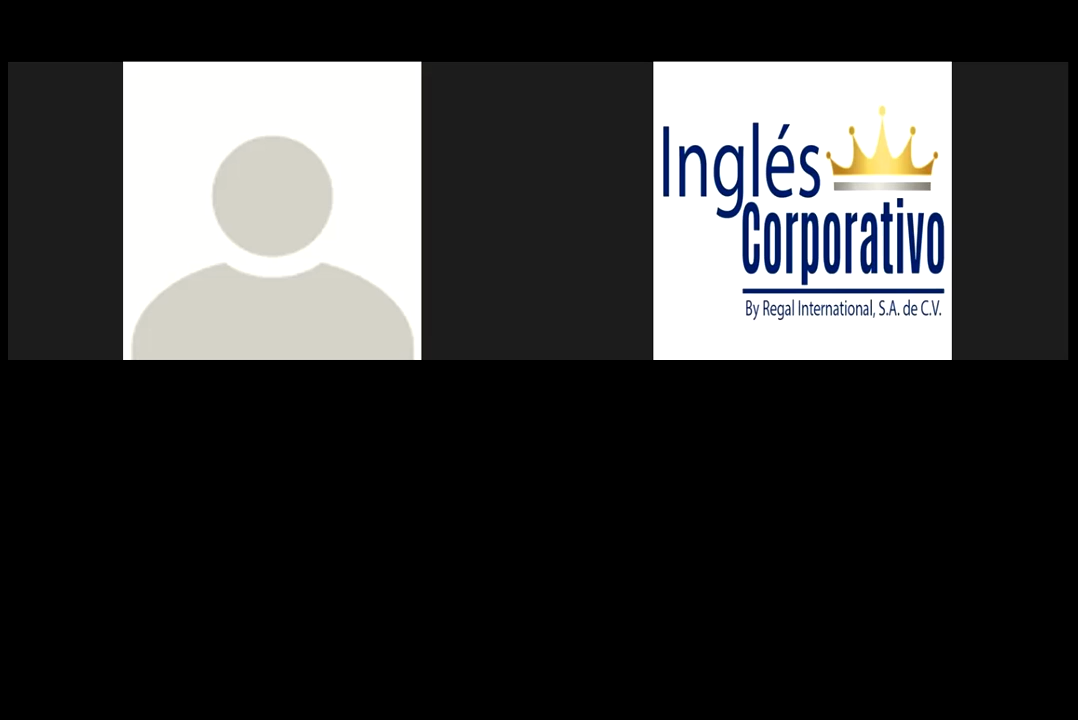 Inglés
Corporativo
By Regal International, S.A. de C.V.